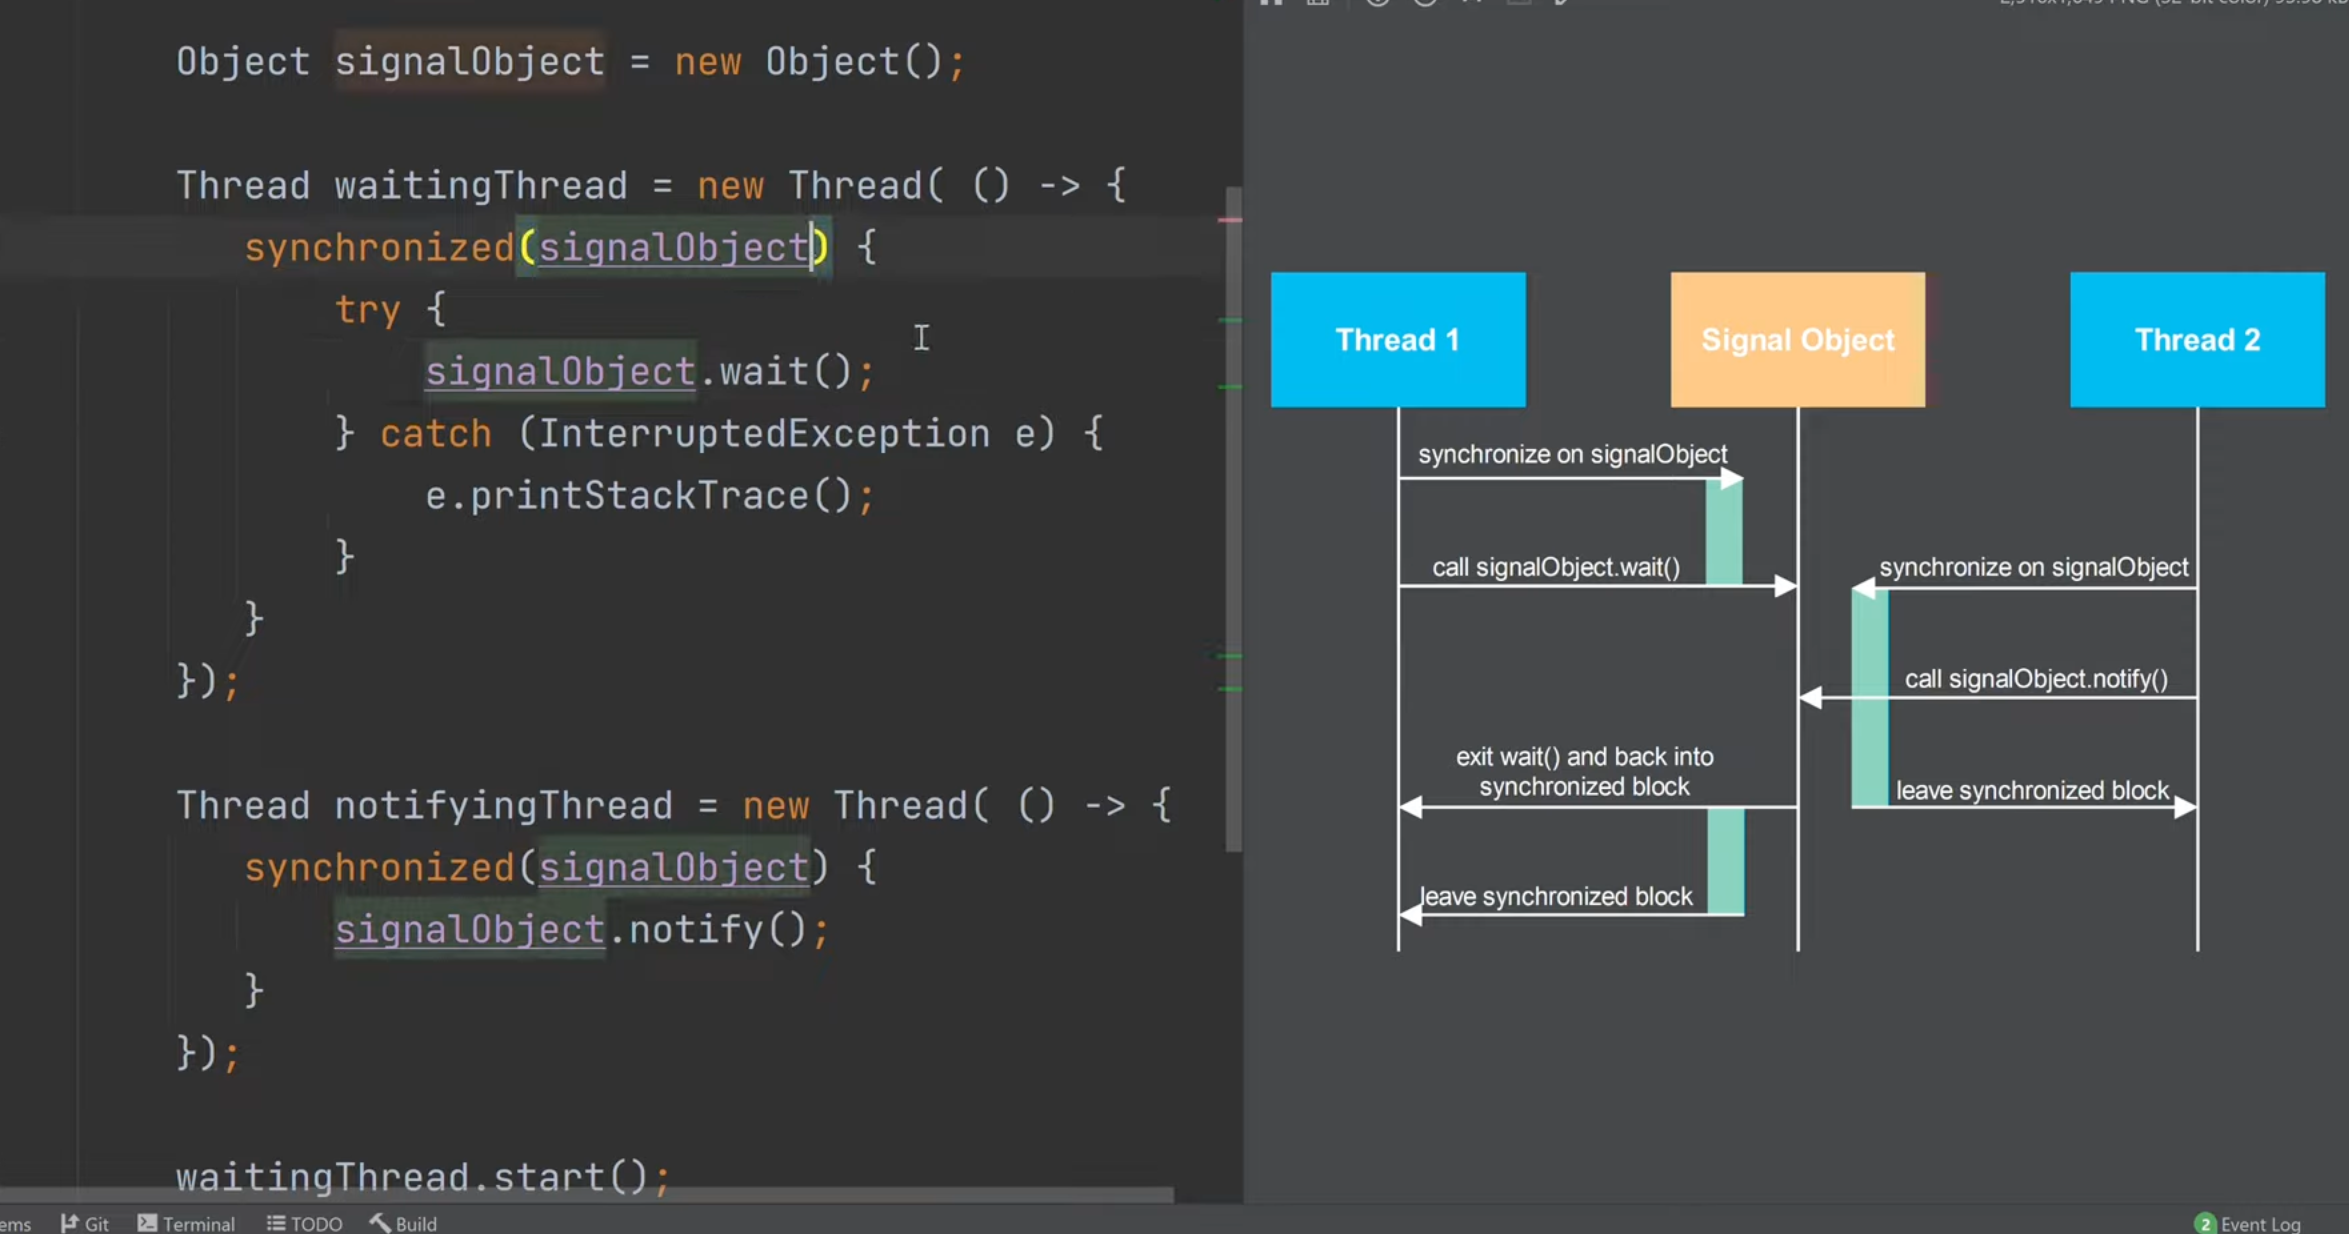 Object signalObject = new Object();
Thread waitingThread = new Thread( () -> {
synchronized(signalObject) {
try {
signalObject.wait();
} catch (InterruptedException e) {
e.printStackTrace();
}
}
});
Thread notifyingThread = new Thread( () -> {
synchronized(signalObject) {
signalObject.notify();
}
});
waitingThread.start();
Thread 1
Signal Object
Thread 2
synchronize on signalObject
call signalObject.wait()
synchronize on signalObject
call signalObject.notify()
exit wait() and back into
synchronized block
leave synchronized block
leave synchronized block
ems
Git
Terminal
TODO
Build
2 Event Log